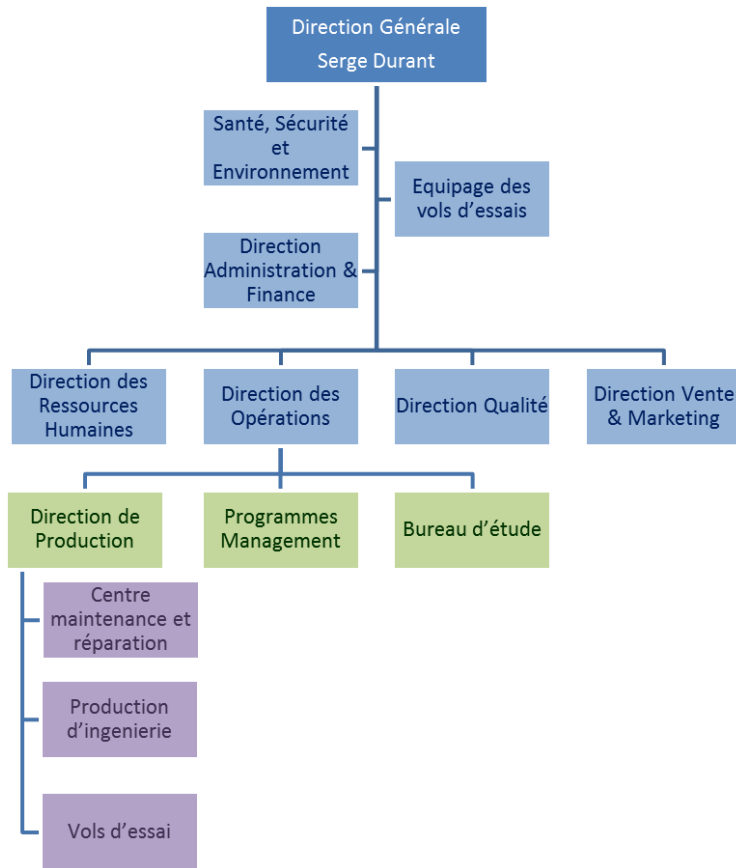 Direction Générale
Serge Durant
Santé, Sécurité
et
Environnement
Equipage des
vols d’essais
Direction
Administration &
Finance
Direction des
Ressources
Humaines
Direction des
Opérations
Direction Qualité
Direction Vente
& Marketing
Direction de
Production
Programmes
Management
Bureau d’étude
Centre
maintenance et
réparation
Production
d’ingenierie
Vols d’essai